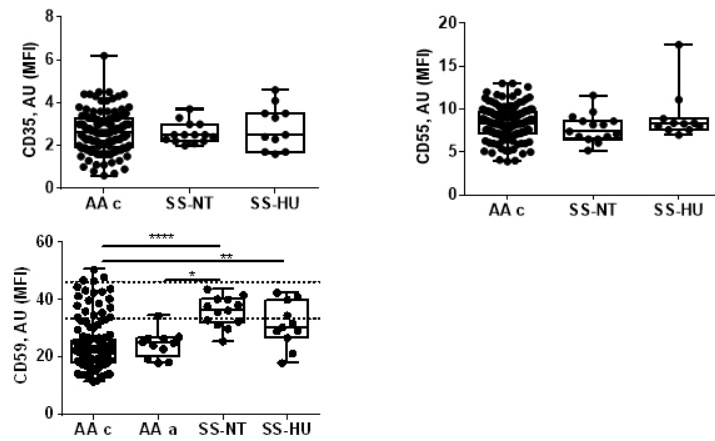 CD35, AU (MFI)
8
6
4
2
0
AA c SS-NT SS-HU
CD55, AU (MFI)
20
15
10
5
0
AA c SS-NT SS-HU
CD59, AU (MFI)
60
40
20
0
****
**
*
AA c AA a SS-NT SS-HU